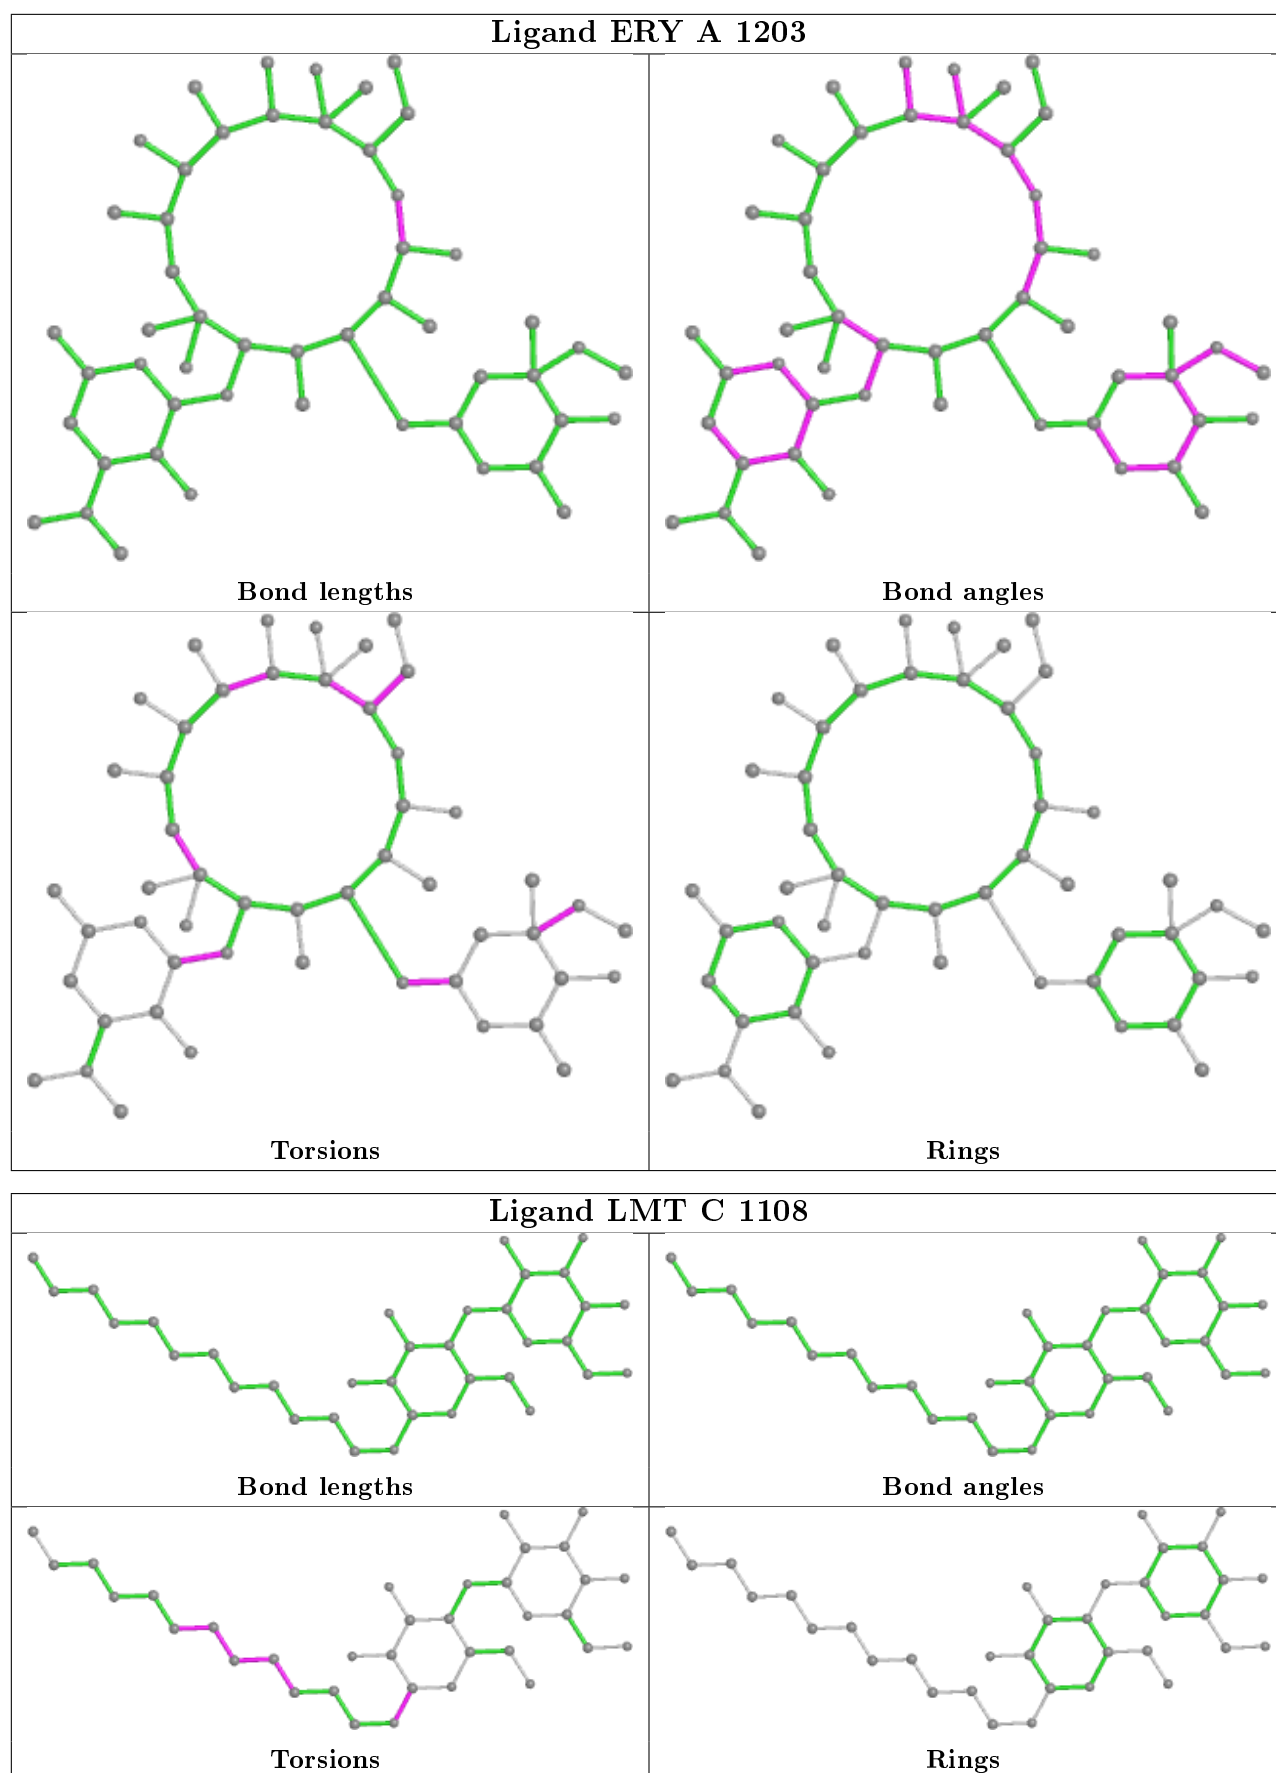 Ligand ERY A 1203
Bond lengths
Bond angles
Torsions
Rings
Ligand LMT C 1108
Bond lengths
Bond angles
Torsions
Rings